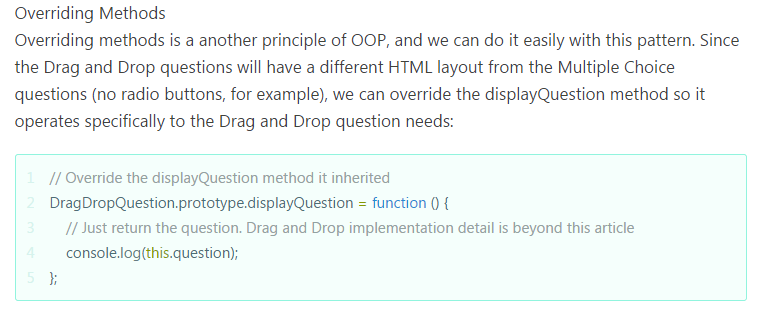 Overriding Methods
Overriding methods is a another principle of OOP, and we can do it easily with this pattern. Since
the Drag and Drop questions will have a different HTML layout from the Multiple Choice
questions (no radio buttons, for example), we can override the displayQuestion method so it
operates specifically to the Drag and Drop question needs:
1 // Override the displayQuestion method it inherited
2 DragDropQuestion.prototype.displayQuestion = function () {
3 // Just return the question. Drag and Drop implementation detail is beyond this article
4 console.log(this.question);
5 };